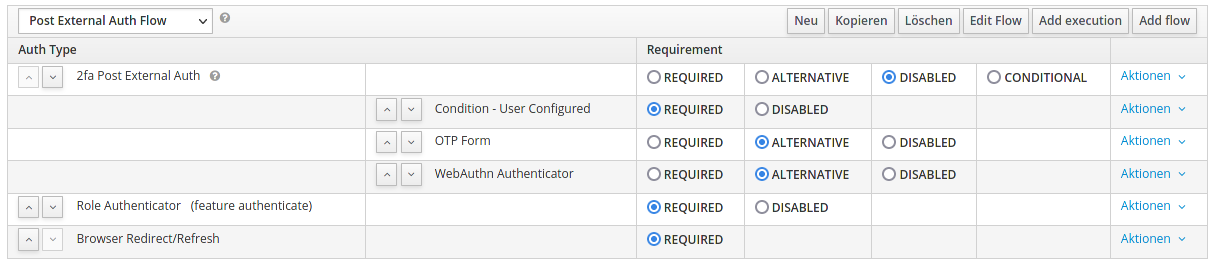 Post External Auth Flow Neu Kopieren Löschen Edit Flow Add execution Add flow
Auth Type Requirement
2fa Post External Auth REQUIRED ALTERNATIVE DISABLED CONDITIONAL Aktionen
Condition - User Configured REQUIRED DISABLED Aktionen
OTP Form REQUIRED ALTERNATIVE DISABLED Aktionen
WebAuthn Authenticator REQUIRED ALTERNATIVE DISABLED Aktionen
Role Authenticator (feature authenticate) REQUIRED DISABLED Aktionen
Browser Redirect/Refresh REQUIRED Aktionen